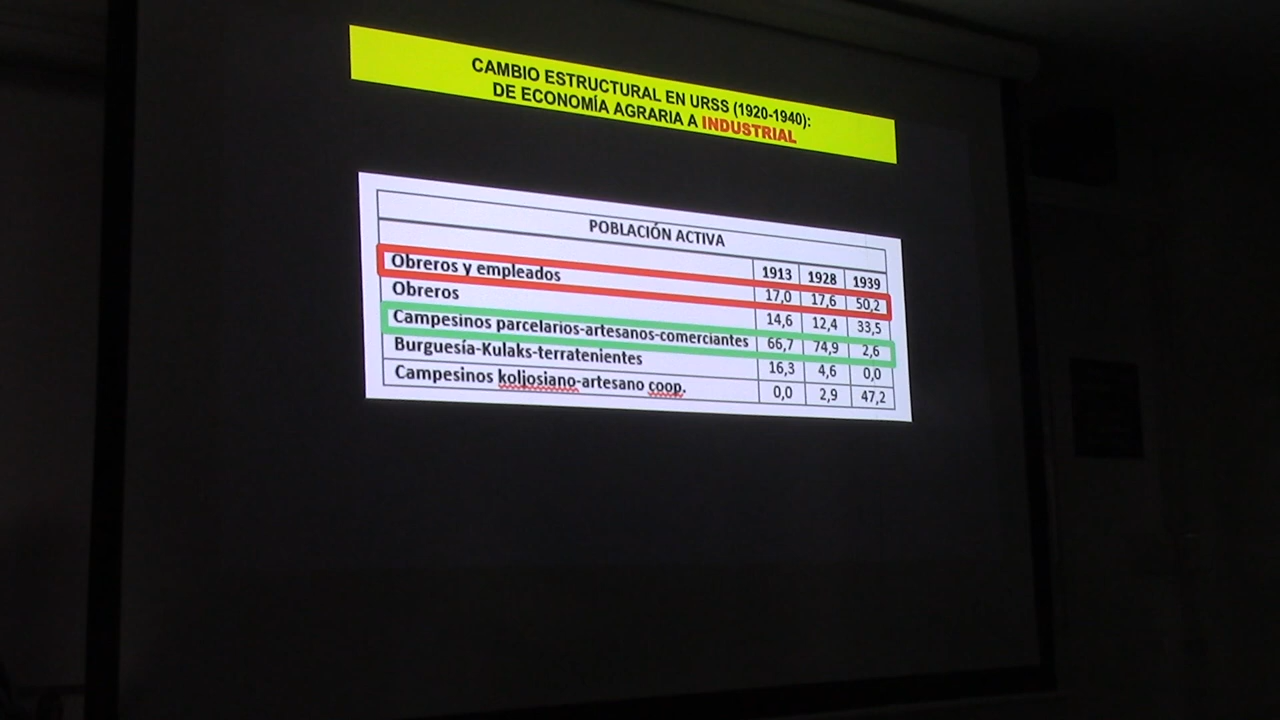 CAMBIO ESTRUCTURAL EN URSS (1920-1940):
DE ECONOMÍA AGRARIA A INDUSTRIAL
POBLACIÓN ACTIVA
1913 1928 1939
Obreros y empleados 17,0 17,6 50,2
Obreros 14,6 12,4 33,5
Campesinos parcelarios-artesanos-comerciantes 66,7 74,9 2,6
Burguesía-Kulaks-terratenientes 16,3 4,6 0,0
Campesinos koljosiano-artesano coop. 0,0 2,9 47,2